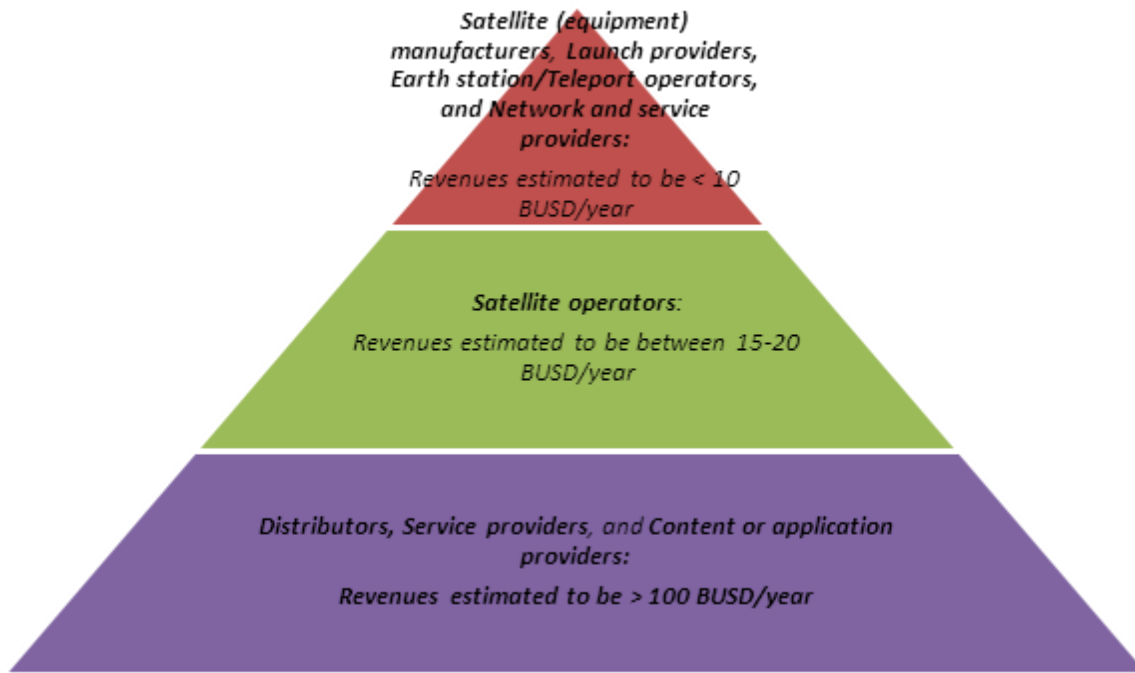 Satellite (equipment)
manufacturers, Launch providers,
Earth station/Teleport operators,
and Network and service
providers:
Revenues estimated to be < 10
BUSD/year
Satellite operators:
Revenues estimated to be between 15-20
BUSD/year
Distributors, Service providers, and Content or application
providers:
Revenues estimated to be > 100 BUSD/year